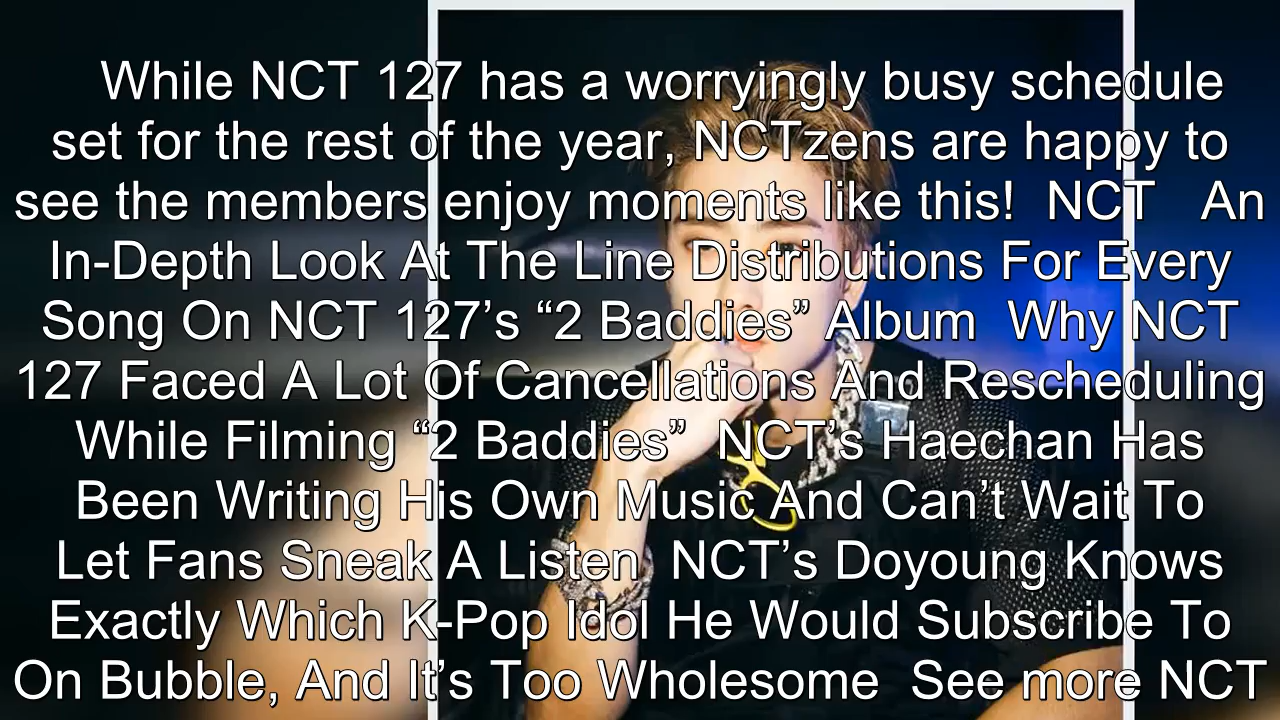 While NCT 127 has a worryingly busy schedule
set for the rest of the year, NCTzens are happy to
see the members enjoy moments like this!  NCT   An
In-Depth Look At The Line Distributions For Every
Song On NCT 127’s “2 Baddies” Album  Why NCT
127 Faced A Lot Of Cancellations And Rescheduling
While Filming “2 Baddies”  NCT’s Haechan Has
Been Writing His Own Music And Can’t Wait To
Let Fans Sneak A Listen  NCT’s Doyoung Knows
Exactly Which K-Pop Idol He Would Subscribe To
On Bubble, And It’s Too Wholesome  See more NCT